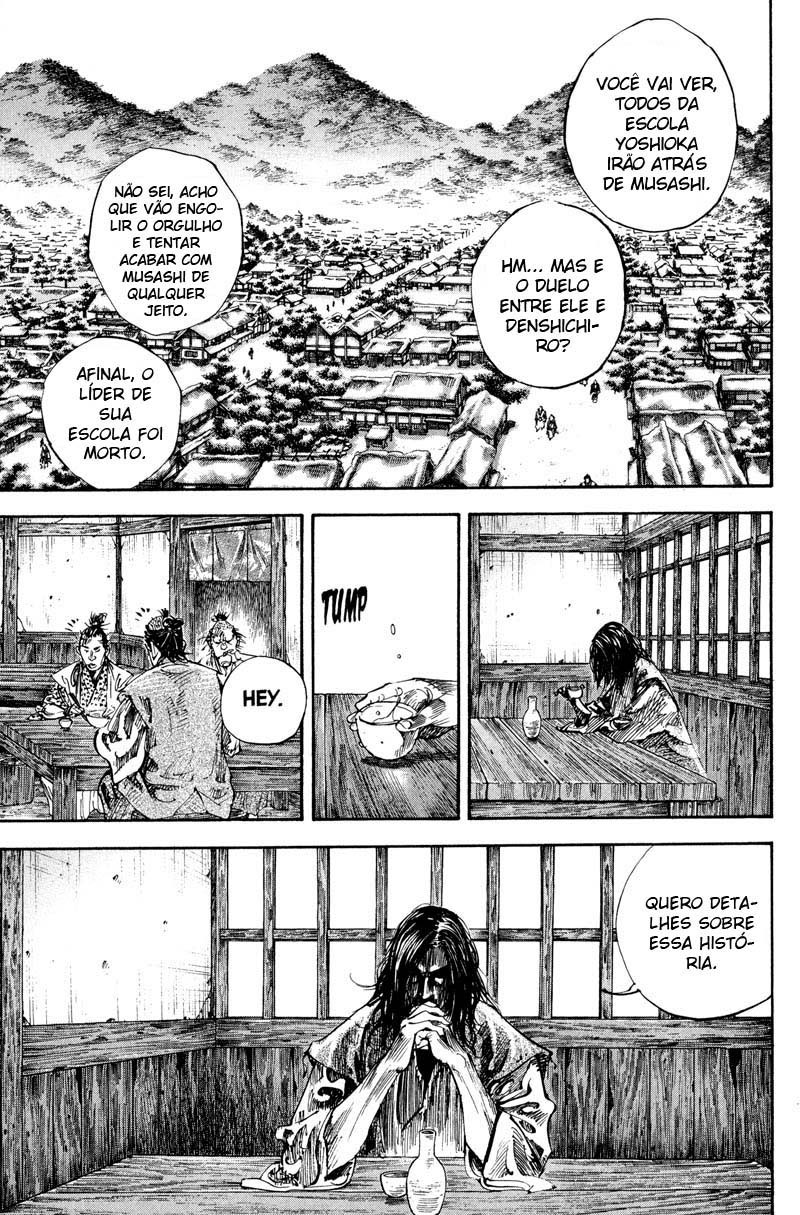 VOCÊ VAI VER,
TODOS DA
ESCOLA
YOSHIOKA
IRÃO ATRÁS
DE MUSASHI.
HM... MAS E
O DUELO
ENTRE ELE E
DENSHICHI-
RO?
NÃO SEI, ACHO
QUE VÃO ENGO-
LIR O ORGULHO
E TENTAR
ACABAR COM
MUSASHI DE
QUALQUER
JEITO.
AFINAL, O
LÍDER DE
SUA
ESCOLA FOI
MORTO.
TUMP
HEY.
QUERO DETA-
LHES SOBRE
ESSA HISTÓ-
RIA.